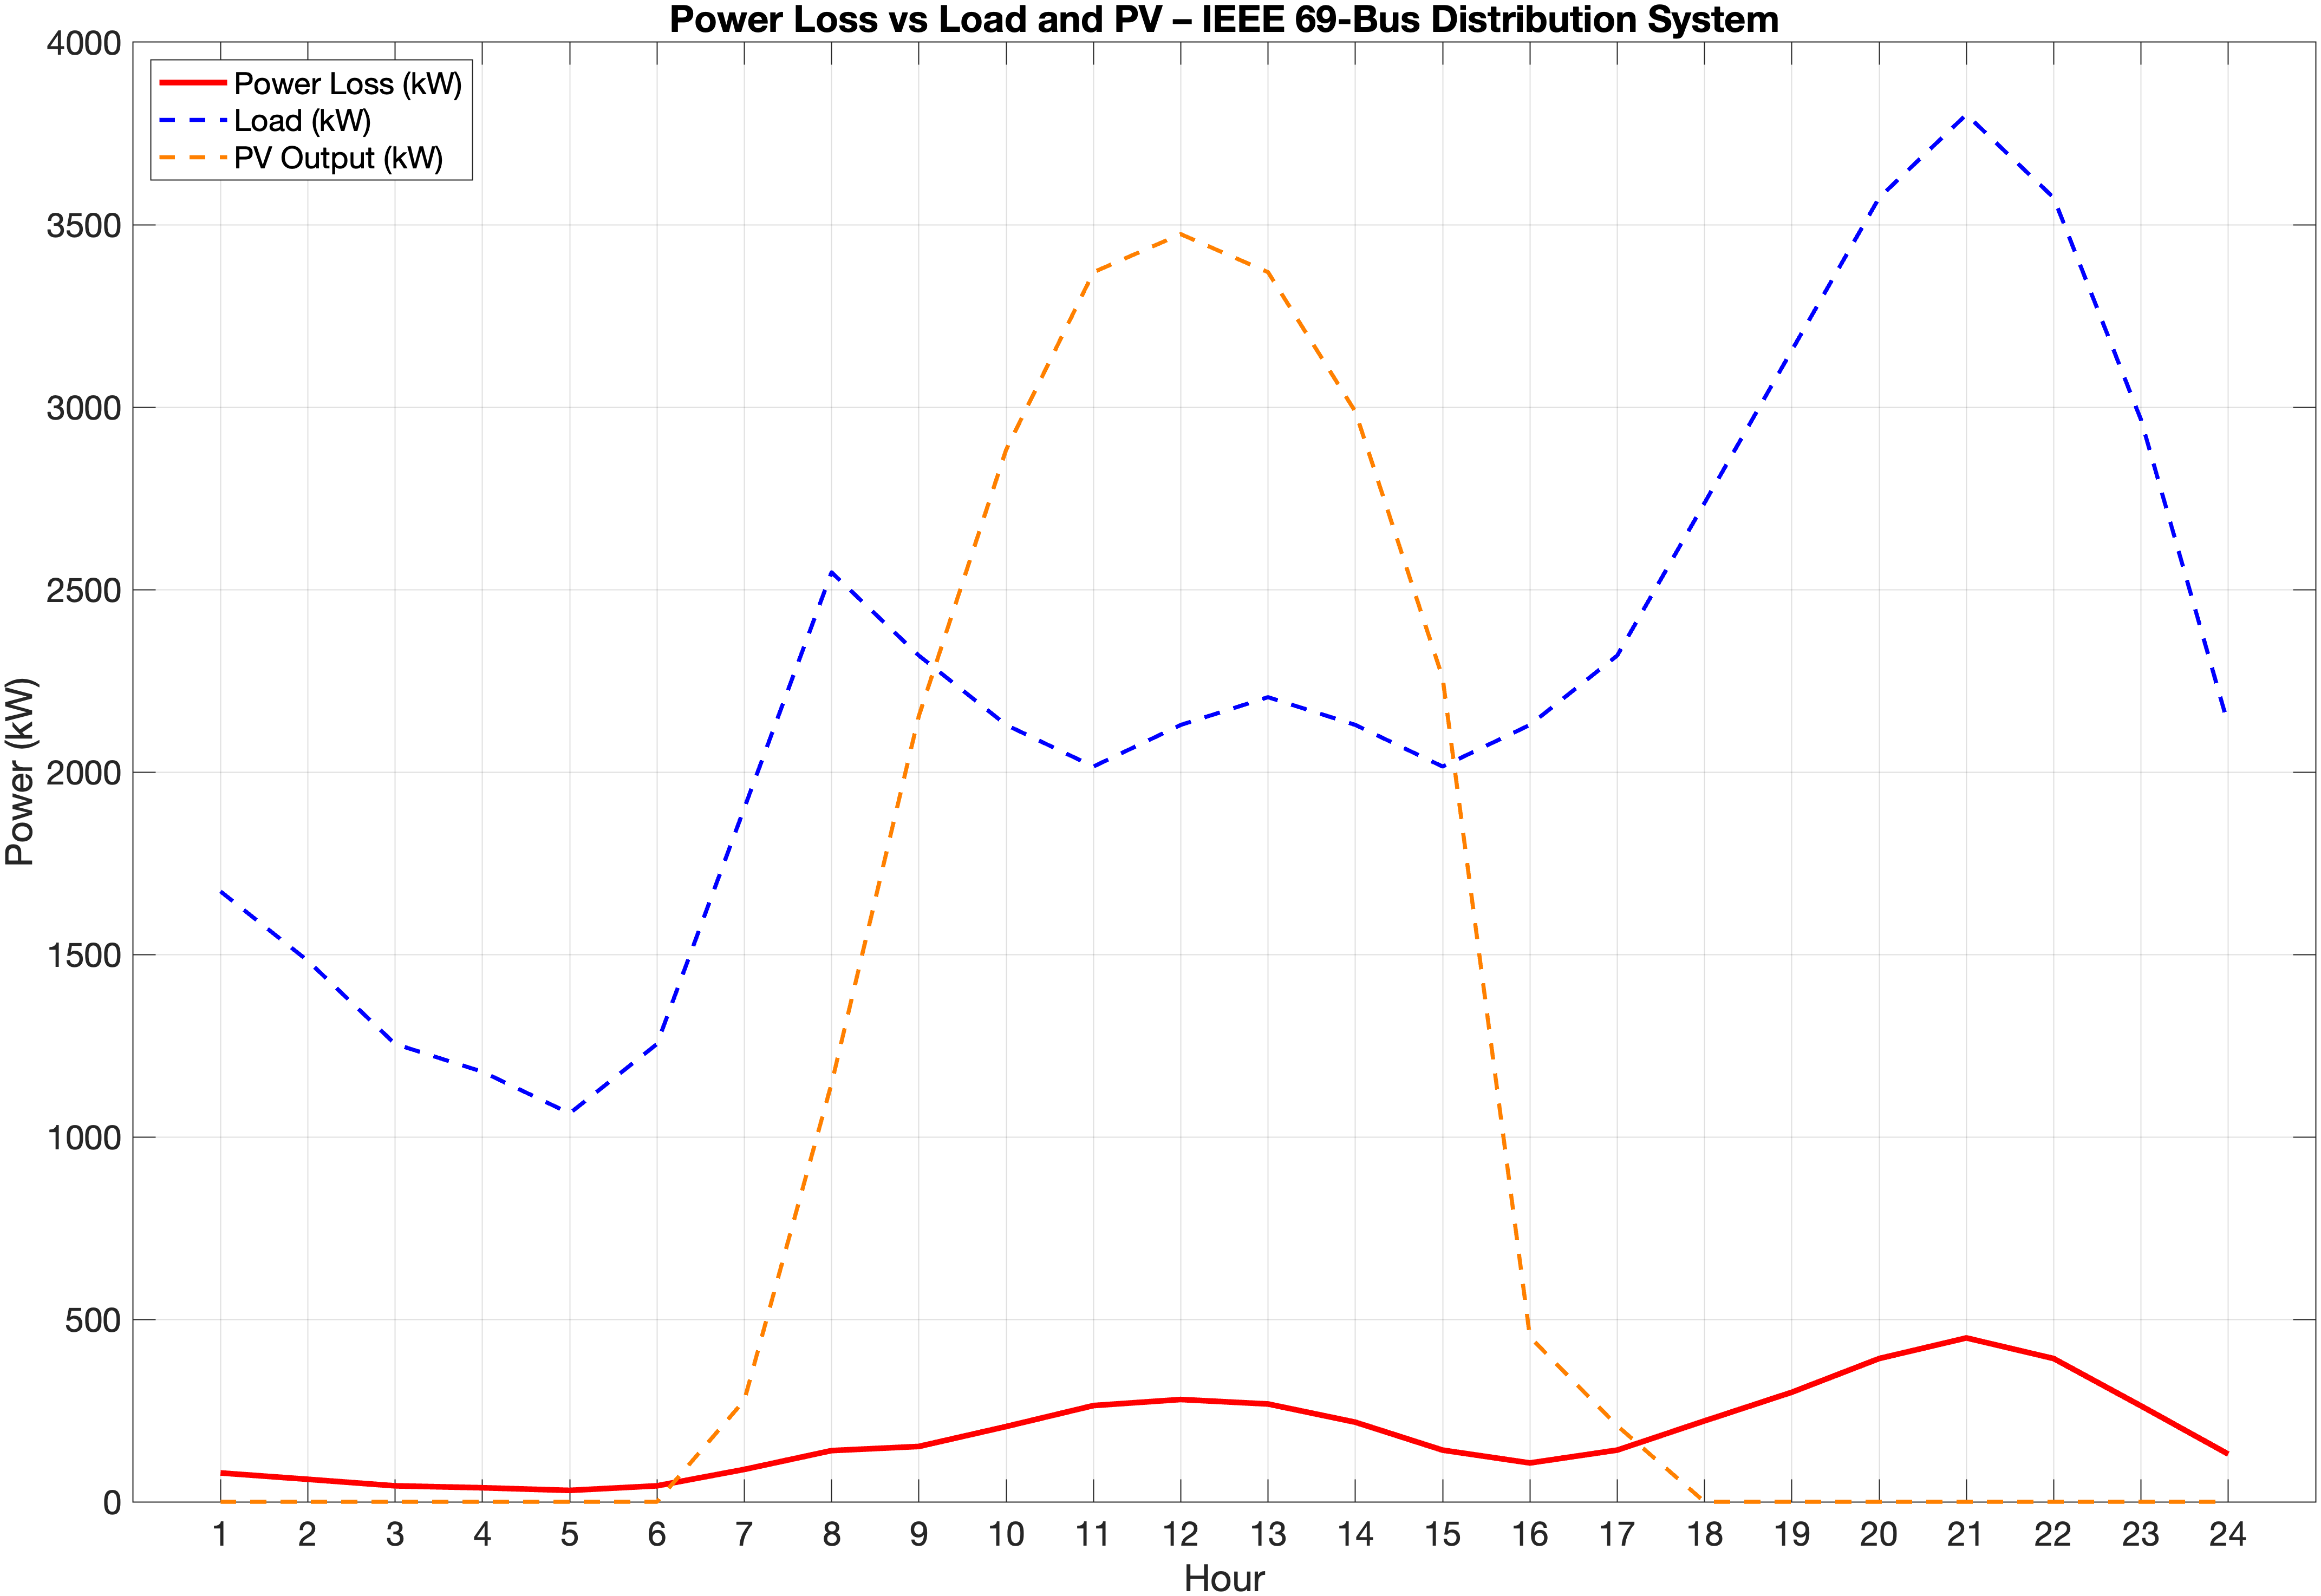 Power Loss vs Load and PV – IEEE 69-Bus Distribution System
Power Loss (kW)
Load (kW)
PV Output (kW)
4000
3500
3000
2500
2000
1500
1000
500
0
Power (kW)
1 2 3 4 5 6 7 8 9 10 11 12 13 14 15 16 17 18 19 20 21 22 23 24
Hour